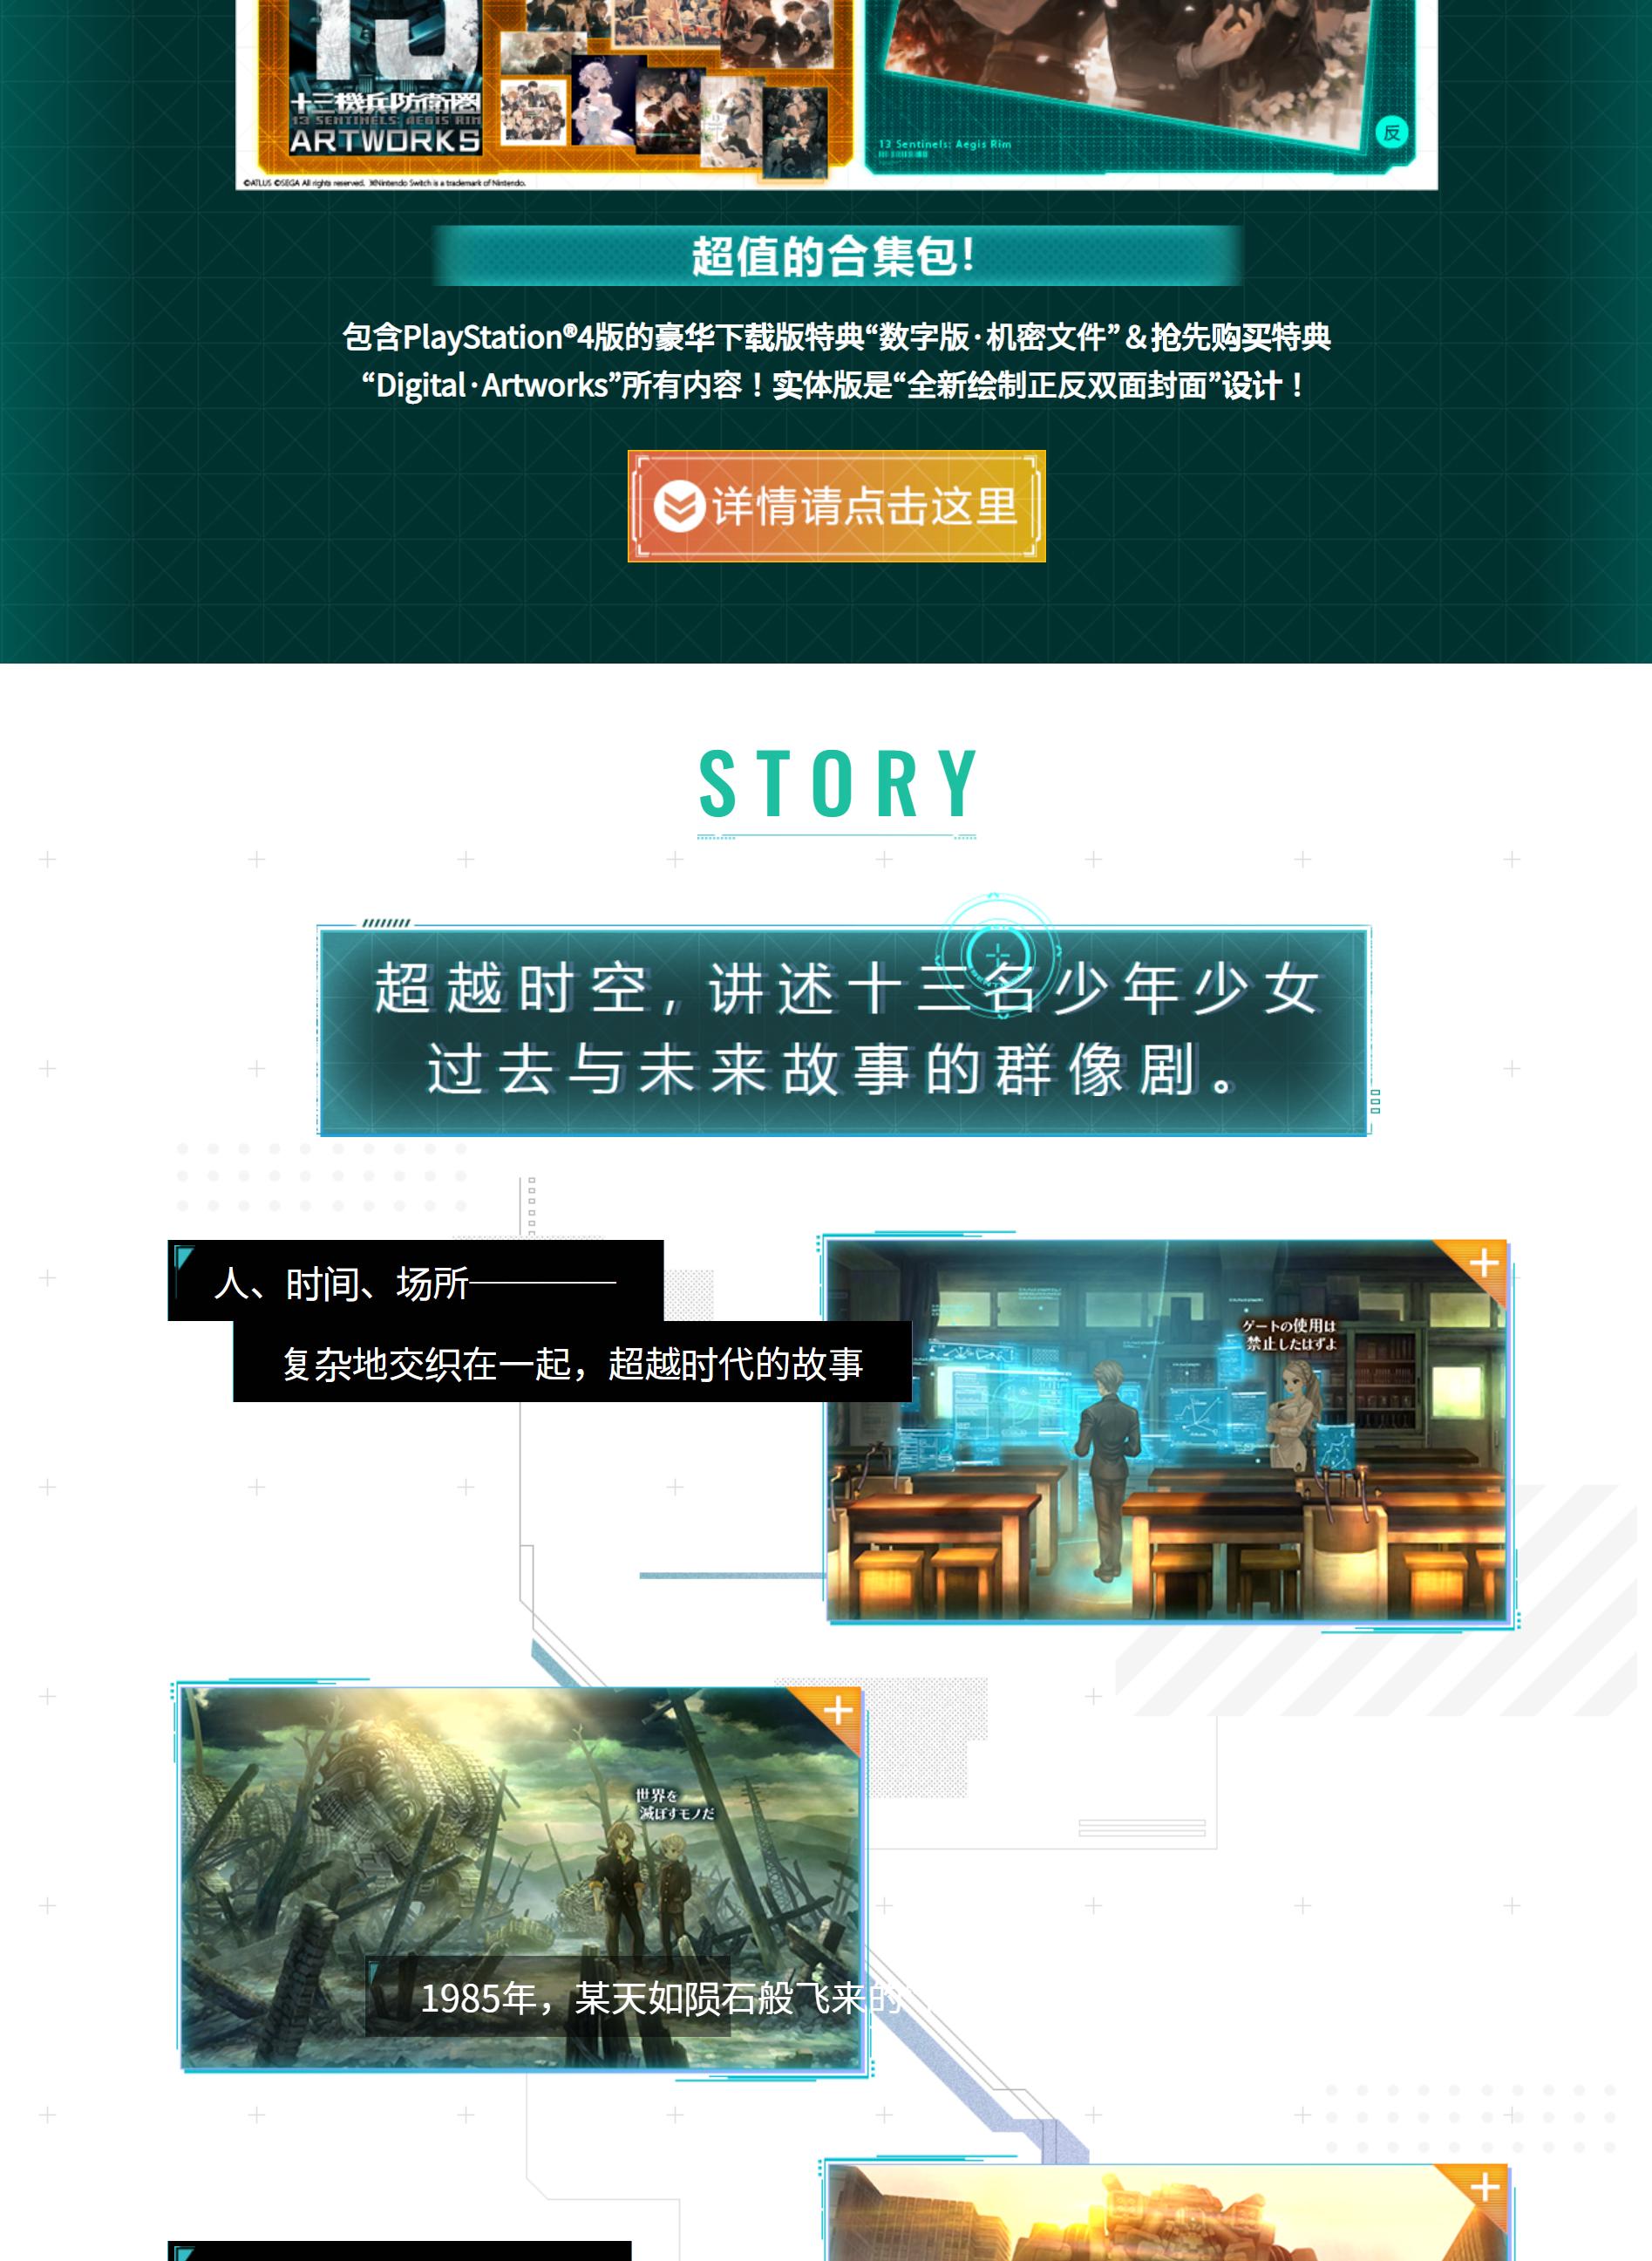 十三機兵防衛圏
13 SENTINELS: AEGIS RIM
ARTWORKS
13 Sentinels: Aegis Rim
反
©ATLUS ©SEGA All rights reserved. ※Nintendo Switch is a trademark of Nintendo.
超值的合集包！
包含PlayStation®4版的豪华下载版特典“数字版·机密文件”＆抢先购买特典
“Digital·Artworks”所有内容！实体版是“全新绘制正反双面封面”设计！
详情请点击这里
STORY
超越时空，讲述十三名少年少女
过去与未来故事的群像剧。
人、时间、场所————
复杂地交织在一起，超越时代的故事
ゲートの使用は
禁止したはずよ
世界を
滅ぼすモノだ
1985年，某天如陨石般飞来的